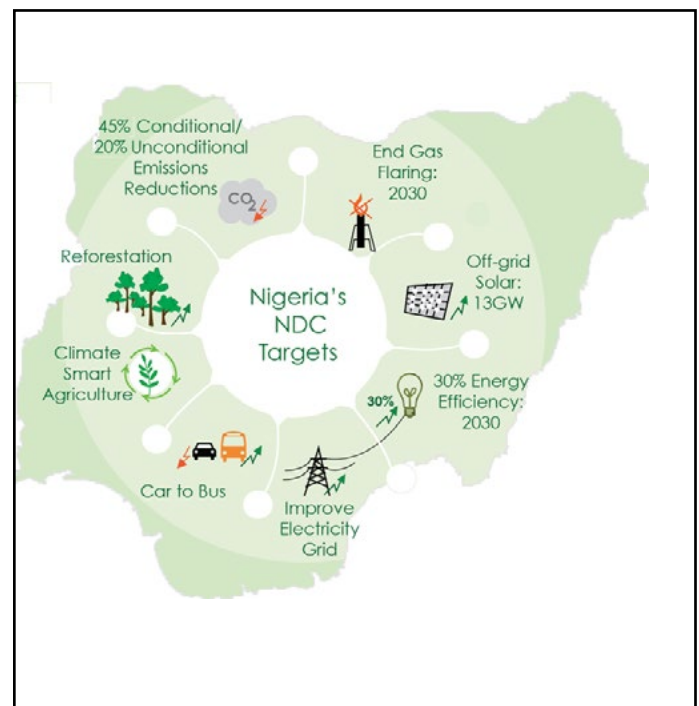 45% Conditional/
20% Unconditional
Emissions
Reductions
CO2
End Gas
Flaring:
2030
Off-grid
Solar:
13GW
30% Energy
Efficiency:
2030
30%
Improve
Electricity
Grid
Car to Bus
Climate
Smart
Agriculture
Reforestation
Nigeria's
NDC
Targets